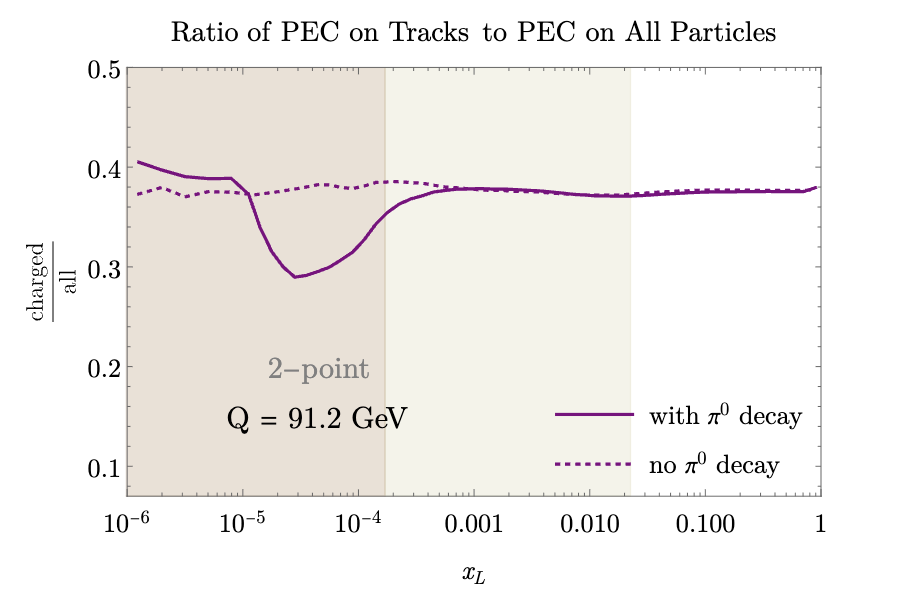 Ratio of PEC on Tracks to PEC on All Particles
0.5
0.4
0.3
0.2
0.1
charged
all
2−point
Q = 91.2 GeV
with π⁰ decay
no π⁰ decay
10⁻⁶ 10⁻⁵ 10⁻⁴ 0.001 0.010 0.100 1
x_L